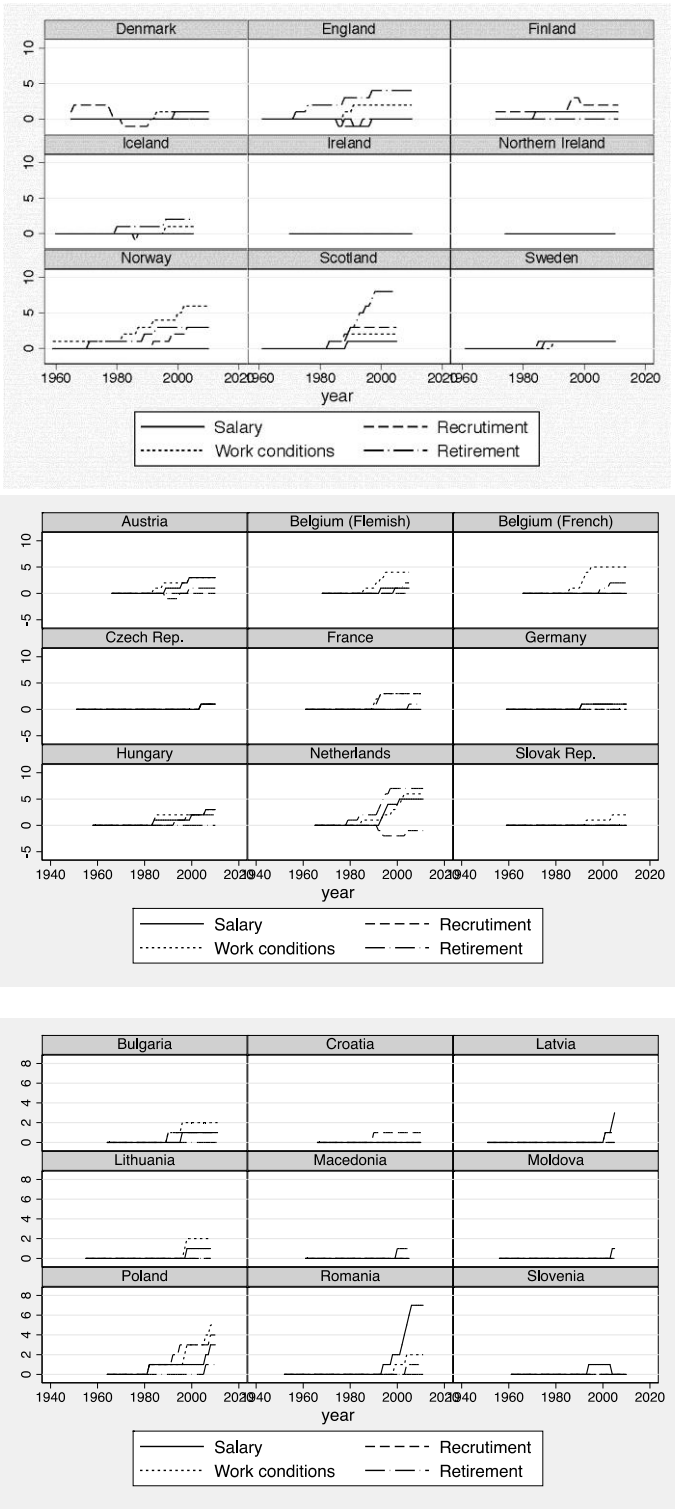 Denmark England Finland
10
5
0
Iceland Ireland Northern Ireland
10
5
0
Norway Scotland Sweden
10
5
0
1960 1980 2000 2020 1960 1980 2000 2020 1960 1980 2000 2020
year
Salary Recrutiment
Work conditions Retirement
Austria Belgium (Flemish) Belgium (French)
10
5
0
-5
Czech Rep. France Germany
10
5
0
-5
Hungary Netherlands Slovak Rep.
10
5
0
-5
1940 1960 1980 2000 2020 1940 1960 1980 2000 2020 1940 1960 1980 2000 2020
year
Salary Recrutiment
Work conditions Retirement
Bulgaria Croatia Latvia
8
6
4
2
0
Lithuania Macedonia Moldova
8
6
4
2
0
Poland Romania Slovenia
8
6
4
2
0
1940 1960 1980 2000 2020 1940 1960 1980 2000 2020 1940 1960 1980 2000 2020
year
Salary Recrutiment
Work conditions Retirement